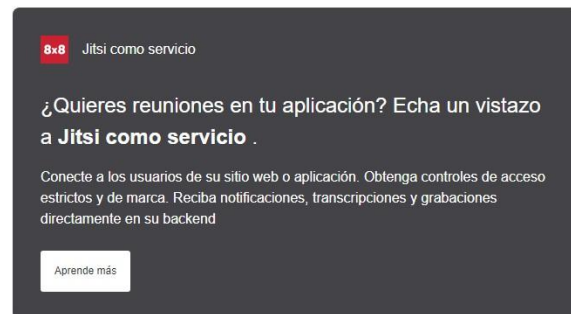 8x8 Jitsi como servicio
¿Quieres reuniones en tu aplicación? Echa un vistazo
a Jitsi como servicio .
Conecte a los usuarios de su sitio web o aplicación. Obtenga controles de acceso
estrictos y de marca. Reciba notificaciones, transcripciones y grabaciones
directamente en su backend
Aprende más